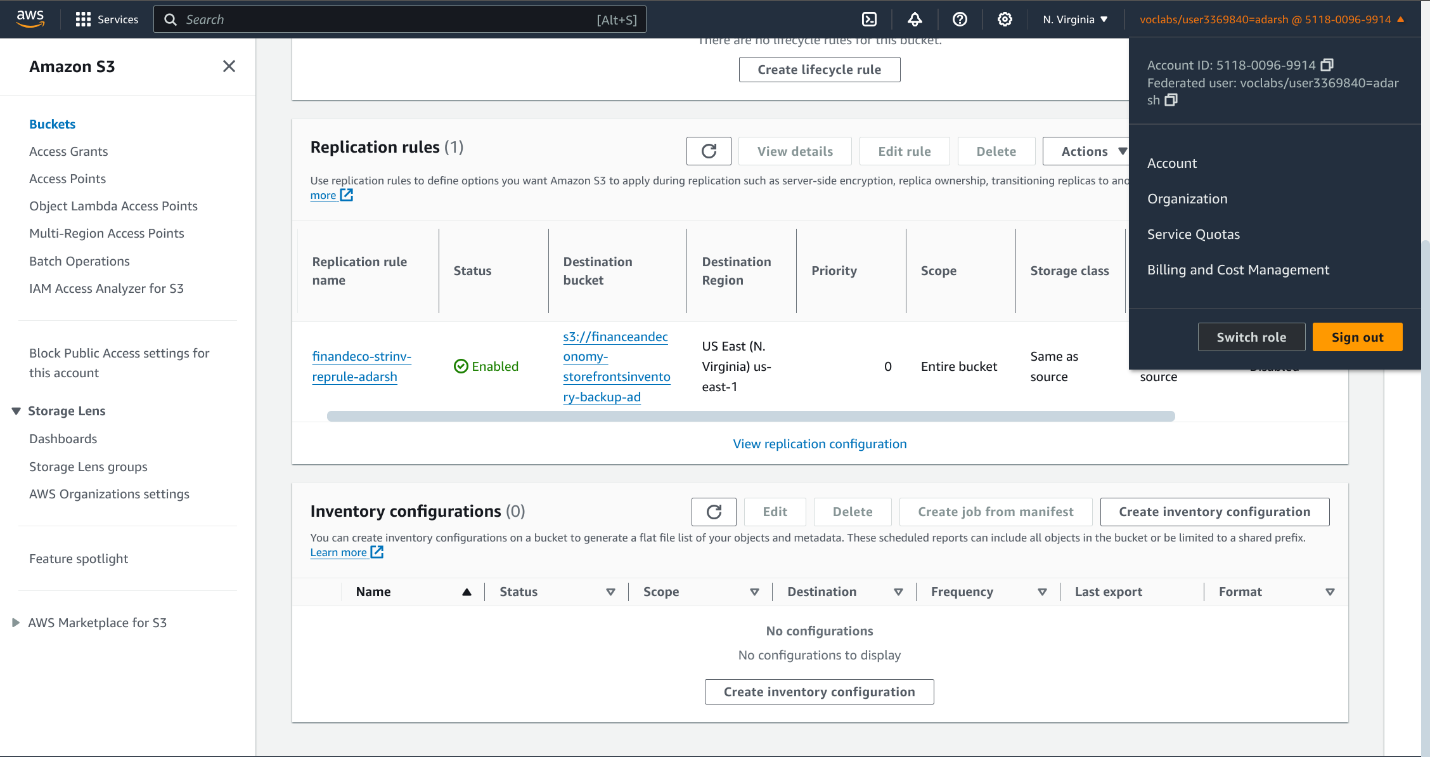 aws
Services
Search
[Alt+S]
N. Virginia
voclabs/user3369840=adarsh @ 5118-0096-9914
Account ID: 5118-0096-9914
Federated user: voclabs/user3369840=adar
sh
Account
Organization
Service Quotas
Billing and Cost Management
Switch role
Sign out
Amazon S3
Buckets
Access Grants
Access Points
Object Lambda Access Points
Multi-Region Access Points
Batch Operations
IAM Access Analyzer for S3
Block Public Access settings for
this account
Storage Lens
Dashboards
Storage Lens groups
AWS Organizations settings
Feature spotlight
AWS Marketplace for S3
There are no lifecycle rules for this bucket.
Create lifecycle rule
Replication rules (1)
View details
Edit rule
Delete
Actions
Use replication rules to define options you want Amazon S3 to apply during replication such as server-side encryption, replica ownership, transitioning replicas to
more
Replication rule
name
Status
Destination
bucket
Destination
Region
Priority
Scope
Storage class
finandeco-strinv-
reprule-adarsh
Enabled
s3://financeandec
onomy-
storefrontsinvento
ry-backup-ad
US East (N.
Virginia) us-
east-1
0
Entire bucket
Same as
source
source
Disabled
View replication configuration
Inventory configurations (0)
Edit
Delete
Create job from manifest
Create inventory configuration
You can create inventory configurations on a bucket to generate a flat file list of your objects and metadata. These scheduled reports can include all objects in the bucket or be limited to a shared prefix.
Learn more
Name
Status
Scope
Destination
Frequency
Last export
Format
No configurations
No configurations to display
Create inventory configuration